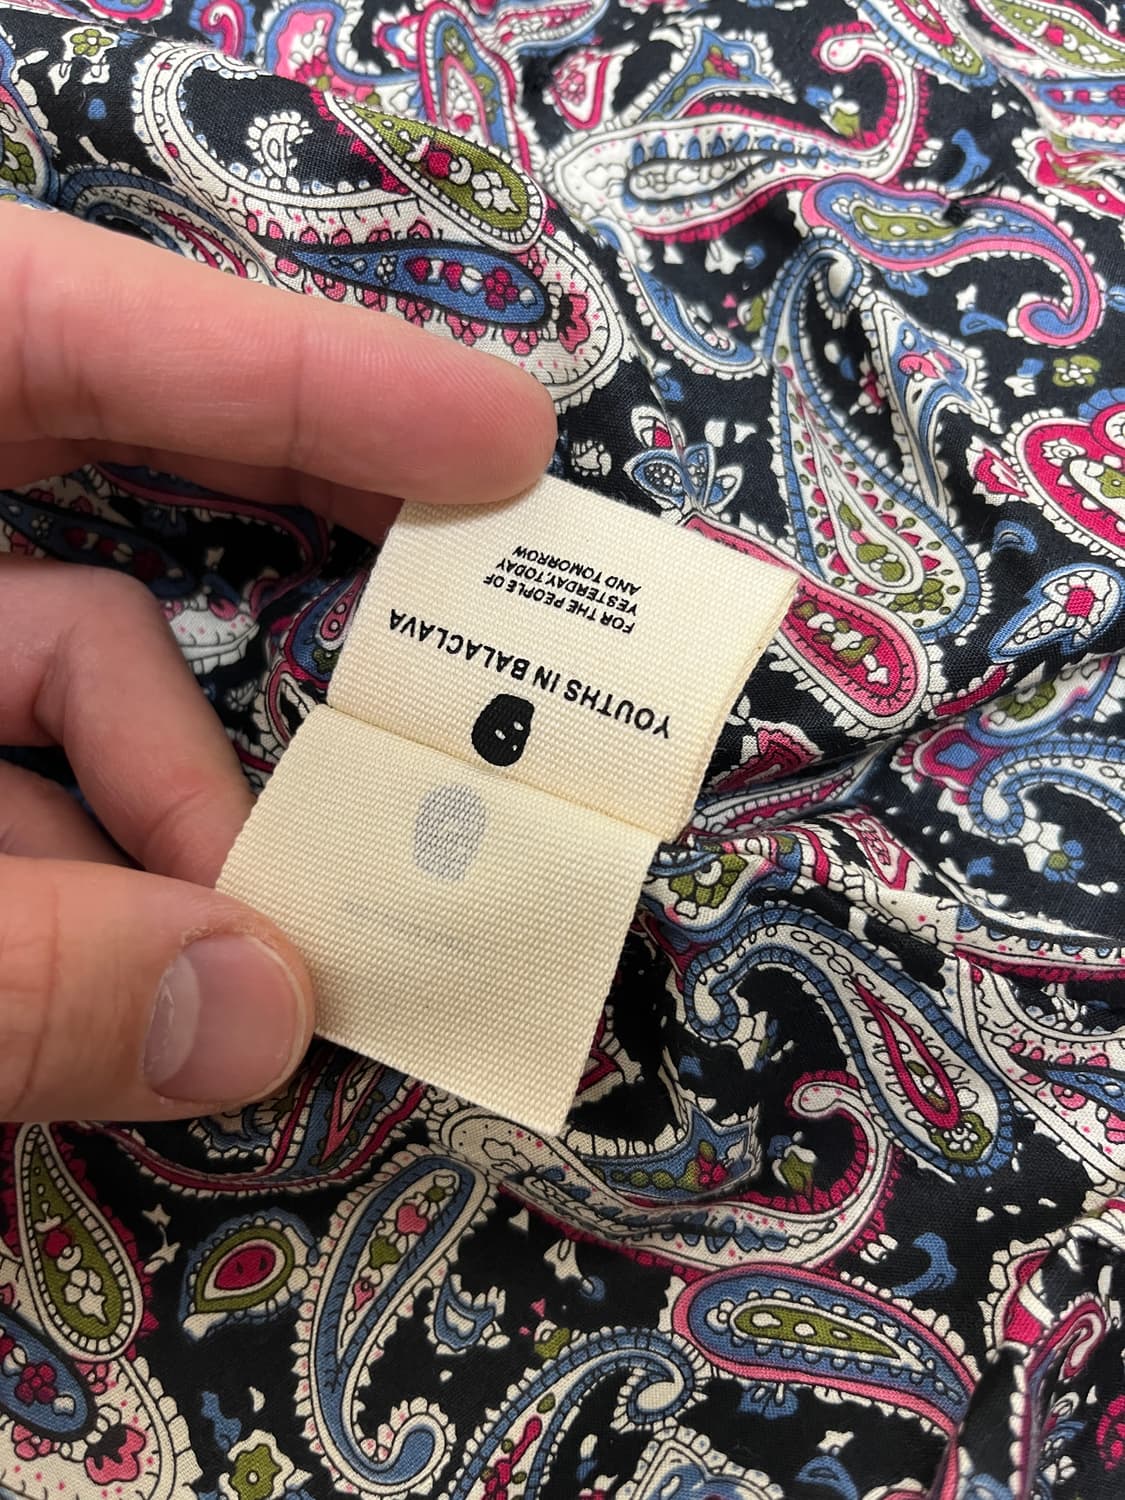 YOUTHS IN BALACLAVA
FOR THE PEOPLE OF
YESTERDAY,TODAY
AND TOMORROW